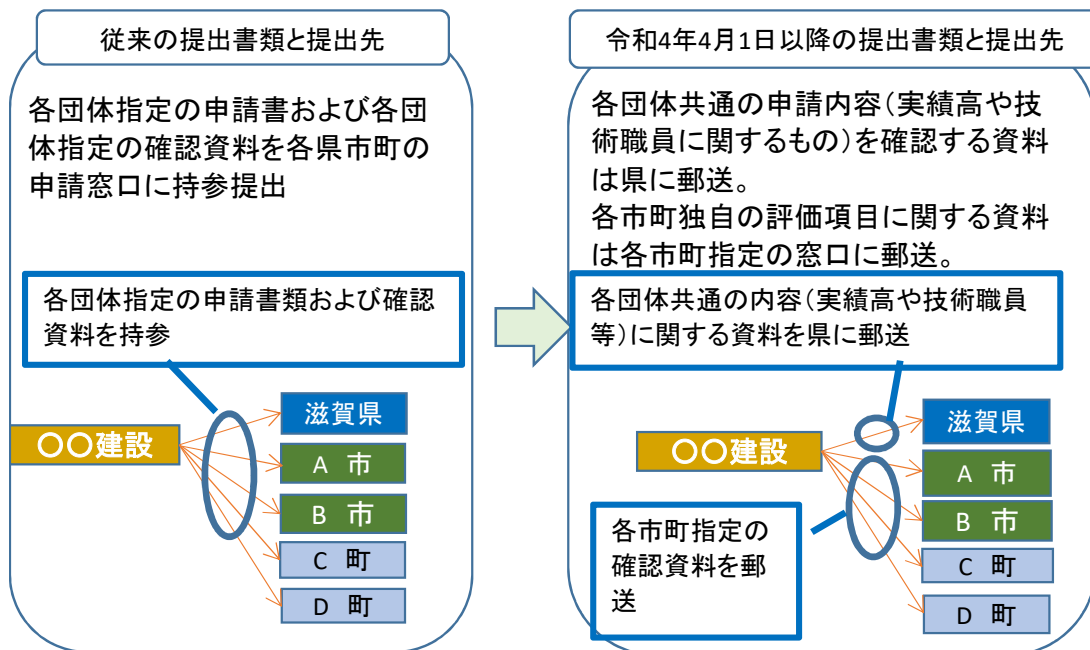 従来の提出書類と提出先
各団体指定の申請書および各団
体指定の確認資料を各県市町の
申請窓口に持参提出
各団体指定の申請書類および確認
資料を持参
〇〇建設
滋賀県
A 市
B 市
C 町
D 町
令和4年4月1日以降の提出書類と提出先
各団体共通の申請内容(実績高や技
術職員に関するもの)を確認する資料
は県に郵送。
各市町独自の評価項目に関する資料
は各市町指定の窓口に郵送。
各団体共通の内容(実績高や技術職員
等)に関する資料を県に郵送
〇〇建設
滋賀県
A 市
B 市
C 町
D 町
各市町指定の
確認資料を郵
送